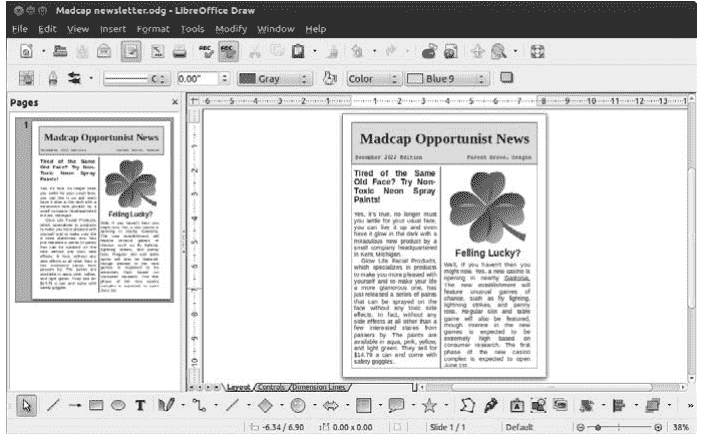 Madcap newsletter.odg - LibreOffice Draw
File Edit View Insert Format Tools Modify Window Help
0.00"
Gray
Color
Blue 9
Pages
1
Madcap Opportunist News
December 2022 Edition
Tired of the Same
Old Face? Try Non-
Toxic Neon Spray
Paints!
Yes, it's true, no longer must
you settle for your usual face,
you can live it up and even
have it glow in the dark with a
miraculous new product by a
small company headquartered
in Kem, Michigan.
Glow Life Facial Products,
which specializes in products
to make you more pleased with
yourself and to make your life
a more glamorous one, has
just released a series of paints
that can be sprayed on the
face without any toxic side
effects. In fact, without any
side effects at all other than a
few interested stares from
passers by. The paints are
available in aqua, pink, yellow,
and light green. They sell for
$14.79 a can and come with
safety goggles.
Felling Lucky?
Well, if you haven't then you
might now. Yes, a new casino is
opening in nearby
The new establishment will
feature unusual games of
chance, such as fly fighting,
lightning strikes, and penny
toss. Regular slot and table
game will also be featured,
though interest in the new
games is expected to be
extremely high based on
consumer research. The first
phase of the new casino
complex is expected to open
June 1st.
Layout Controls Dimension Lines
-6.34 / 6.90
0.00 x 0.00
Slide 1 / 1
Default
38%